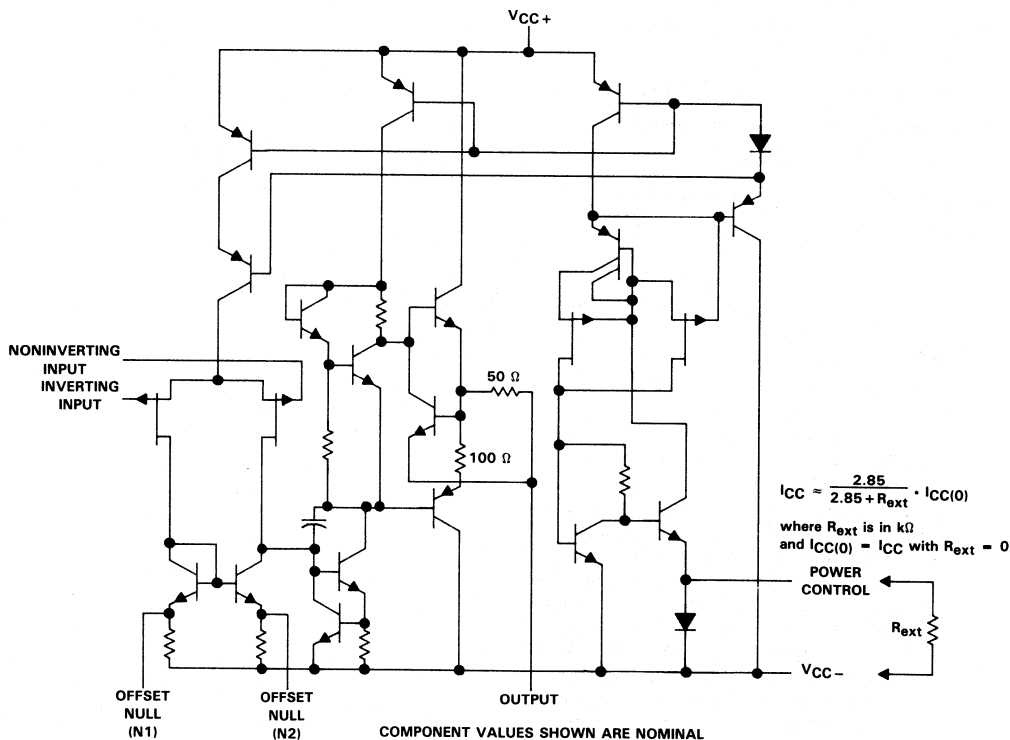 VCC+
NONINVERTING
INPUT
INVERTING
INPUT
50 Ω
100 Ω
ICC ≈ 2.85 / 2.85 + Rext · ICC(0)
where Rext is in kΩ
and ICC(0) = ICC with Rext = 0
POWER
CONTROL
Rext
VCC−
OFFSET
NULL
(N1)
OFFSET
NULL
(N2)
OUTPUT
COMPONENT VALUES SHOWN ARE NOMINAL